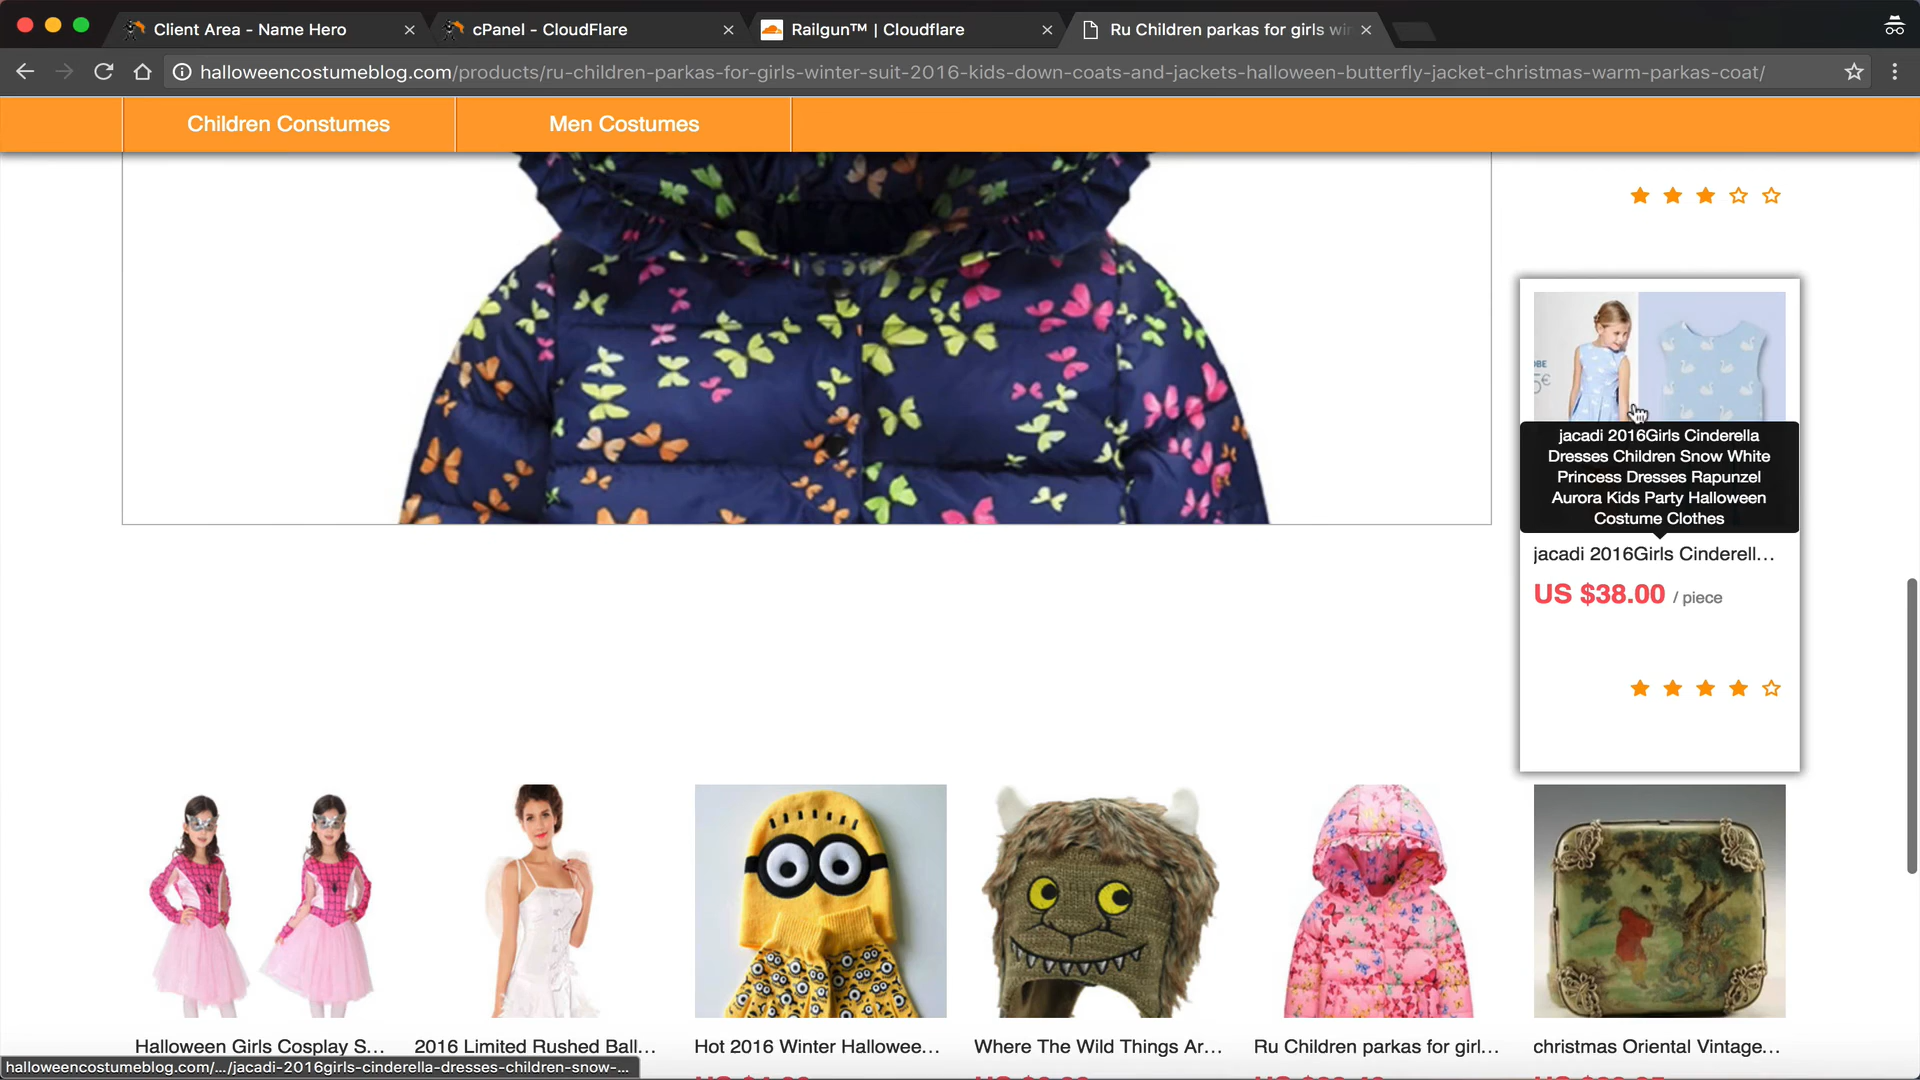 Client Area - Name Hero
cPanel - CloudFlare
Railgun™ | Cloudflare
Ru Children parkas for girls wi
halloweencostumeblog.com/products/ru-children-parkas-for-girls-winter-suit-2016-kids-down-coats-and-jackets-halloween-butterfly-jacket-christmas-warm-parkas-coat/
Children Constumes
Men Costumes
jacadi 2016Girls Cinderella
Dresses Children Snow White
Princess Dresses Rapunzel
Aurora Kids Party Halloween
Costume Clothes
jacadi 2016Girls Cinderell...
US $38.00 / piece
Halloween Girls Cosplay S...
2016 Limited Rushed Ball...
Hot 2016 Winter Hallowee...
Where The Wild Things Ar...
Ru Children parkas for girl...
christmas Oriental Vintage...
halloweencostumeblog.com/.../jacadi-2016girls-cinderella-dresses-children-snow-...